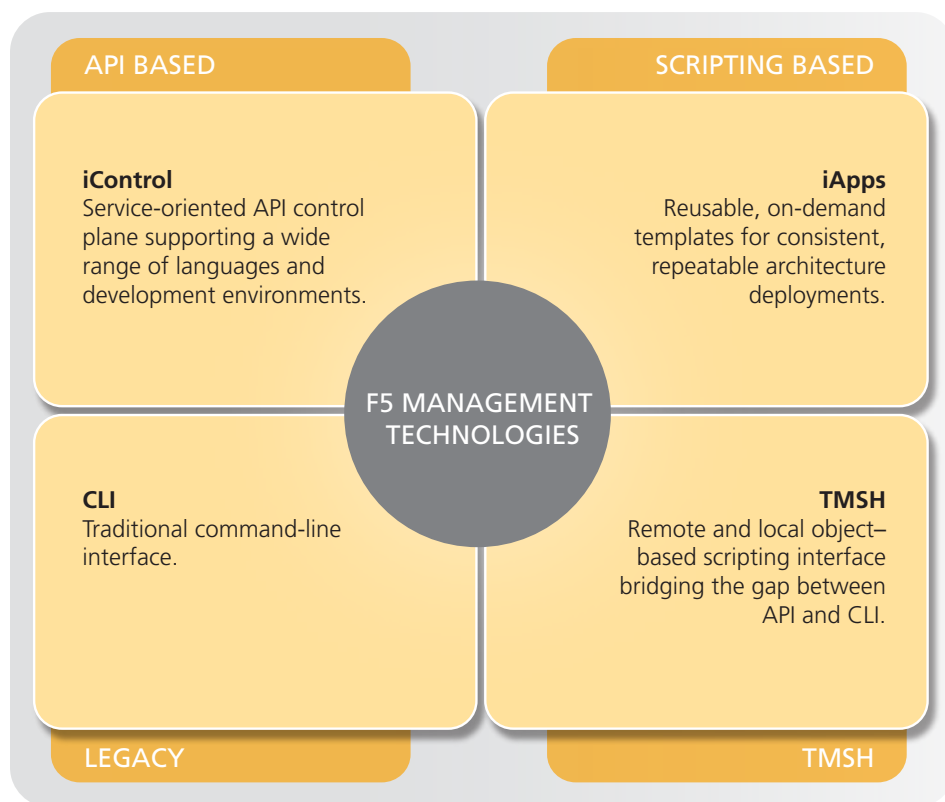 API BASED
SCRIPTING BASED
iControl
Service-oriented API control
plane supporting a wide
range of languages and
development environments.
iApps
Reusable, on-demand
templates for consistent,
repeatable architecture
deployments.
F5 MANAGEMENT
TECHNOLOGIES
CLI
Traditional command-line
interface.
TMSH
Remote and local object–
based scripting interface
bridging the gap between
API and CLI.
LEGACY
TMSH